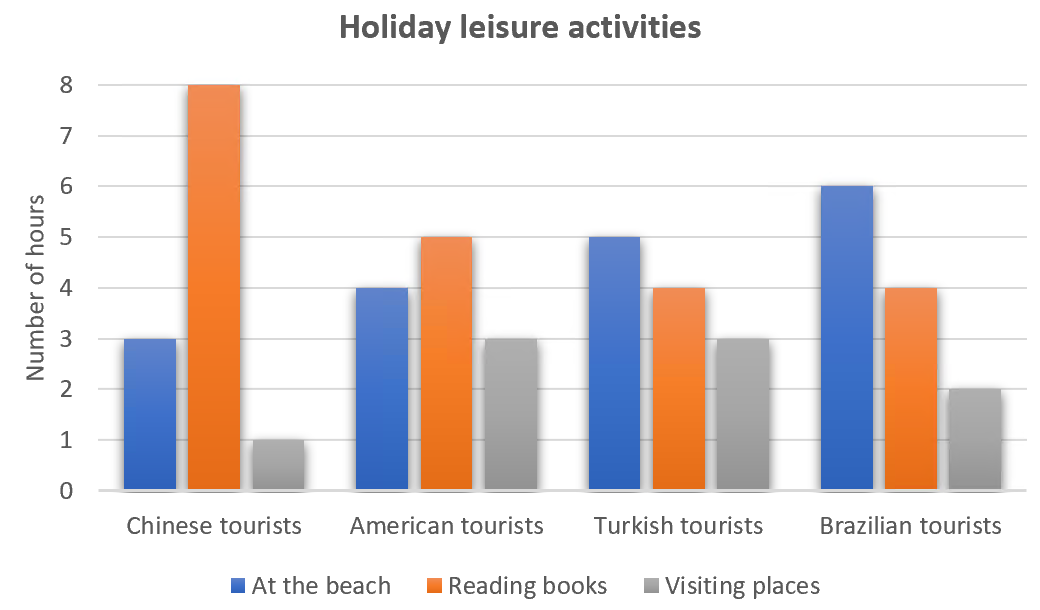 Holiday leisure activities
Number of hours
8
7
6
5
4
3
2
1
0
Chinese tourists American tourists Turkish tourists Brazilian tourists
At the beach Reading books Visiting places